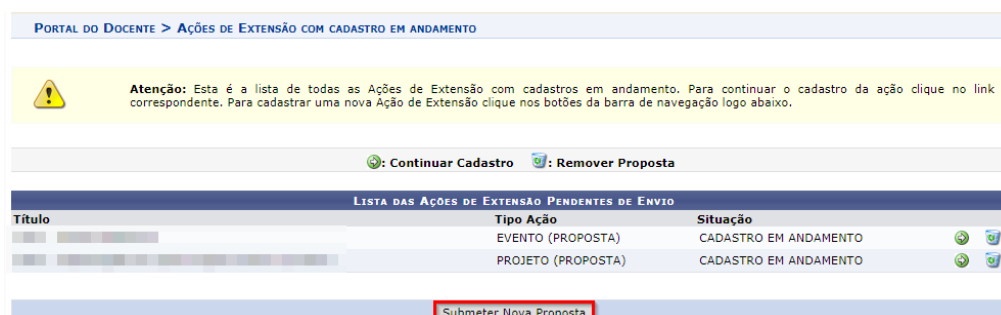 PORTAL DO DOCENTE > AÇÕES DE EXTENSÃO COM CADASTRO EM ANDAMENTO
Atenção: Esta é a lista de todas as Ações de Extensão com cadastros em andamento. Para continuar o cadastro da ação clique no link
correspondente. Para cadastrar uma nova Ação de Extensão clique nos botões da barra de navegação logo abaixo.
: Continuar Cadastro : Remover Proposta
LISTA DAS AÇÕES DE EXTENSÃO PENDENTES DE ENVIO
Título Tipo Ação Situação
EVENTO (PROPOSTA) CADASTRO EM ANDAMENTO
PROJETO (PROPOSTA) CADASTRO EM ANDAMENTO
Submeter Nova Proposta